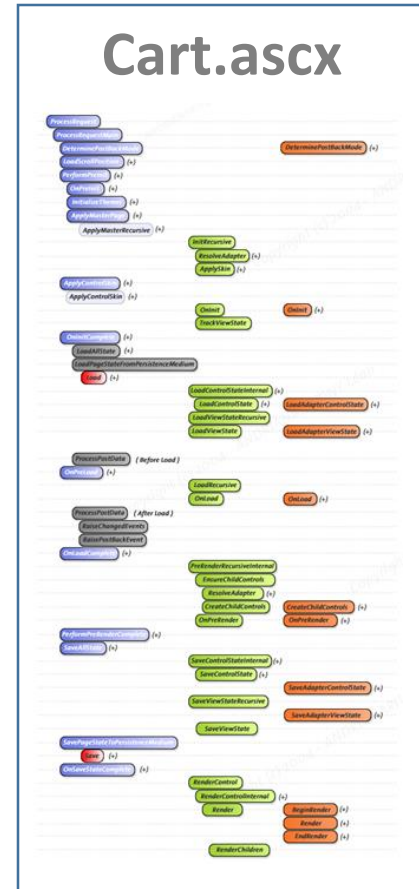 Cart.ascx
ProcessRequest
ProcessRequestMain
DeterminePostBackMode DeterminePostBackMode (+)
LoadScrollPosition (+)
PerformPreInit (+)
OnPreInit (+)
InitializeThemes (+)
ApplyMasterPage (+)
ApplyMasterRecursive (+)
InitRecursive
ResolveAdapter (+)
ApplySkin (+)
ApplyControlSkin (+)
ApplyControlSkin (+)
OnInit OnInit (+)
TrackViewState
OnInitComplete (+)
LoadAllState (+)
LoadPageStateFromPersistenceMedium
Load (+)
LoadControlStateInternal (+)
LoadControlState (+) LoadAdapterControlState (+)
LoadViewStateRecursive
LoadViewState LoadAdapterViewState (+)
ProcessPostData (Before Load)
OnPreLoad (+)
LoadRecursive
OnLoad OnLoad (+)
ProcessPostData (After Load)
RaiseChangedEvents
RaisePostBackEvent
OnLoadComplete (+)
PreRenderRecursiveInternal
EnsureChildControls
ResolveAdapter (+)
CreateChildControls CreateChildControls (+)
OnPreRender OnPreRender (+)
PerformPreRenderComplete (+)
SaveAllState (+)
SaveControlStateInternal (+)
SaveControlState (+)
SaveAdapterControlState (+)
SaveViewStateRecursive
SaveAdapterViewState (+)
SaveViewState
SavePageStateToPersistenceMedium
Save (+)
OnSaveStateComplete (+)
RenderControl
RenderControlInternal (+)
Render BeginRender (+)
Render (+)
EndRender (+)
RenderChildren